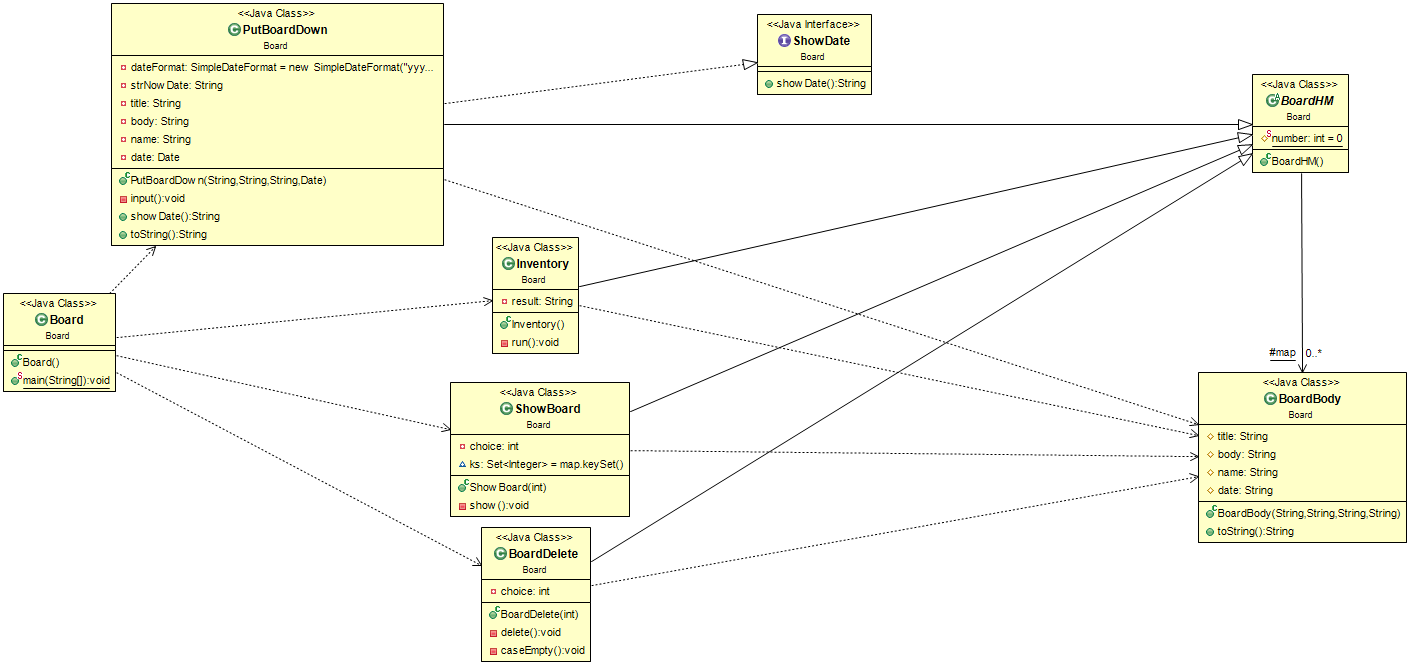 <<Java Class>>
PutBoardDown
Board
dateFormat: SimpleDateFormat = new SimpleDateFormat("yyy...
strNowDate: String
title: String
body: String
name: String
date: Date
PutBoardDown(String,String,String,Date)
input():void
showDate():String
toString():String
<<Java Interface>>
ShowDate
Board
showDate():String
<<Java Class>>
BoardHM
Board
number: int = 0
BoardHM()
<<Java Class>>
Inventory
Board
result: String
Inventory()
run():void
<<Java Class>>
Board
Board
Board()
main(String[]):void
#map 0..*
<<Java Class>>
ShowBoard
Board
choice: int
ks: Set<Integer> = map.keySet()
ShowBoard(int)
show():void
<<Java Class>>
BoardBody
Board
title: String
body: String
name: String
date: String
BoardBody(String,String,String,String)
toString():String
<<Java Class>>
BoardDelete
Board
choice: int
BoardDelete(int)
delete():void
caseEmpty():void